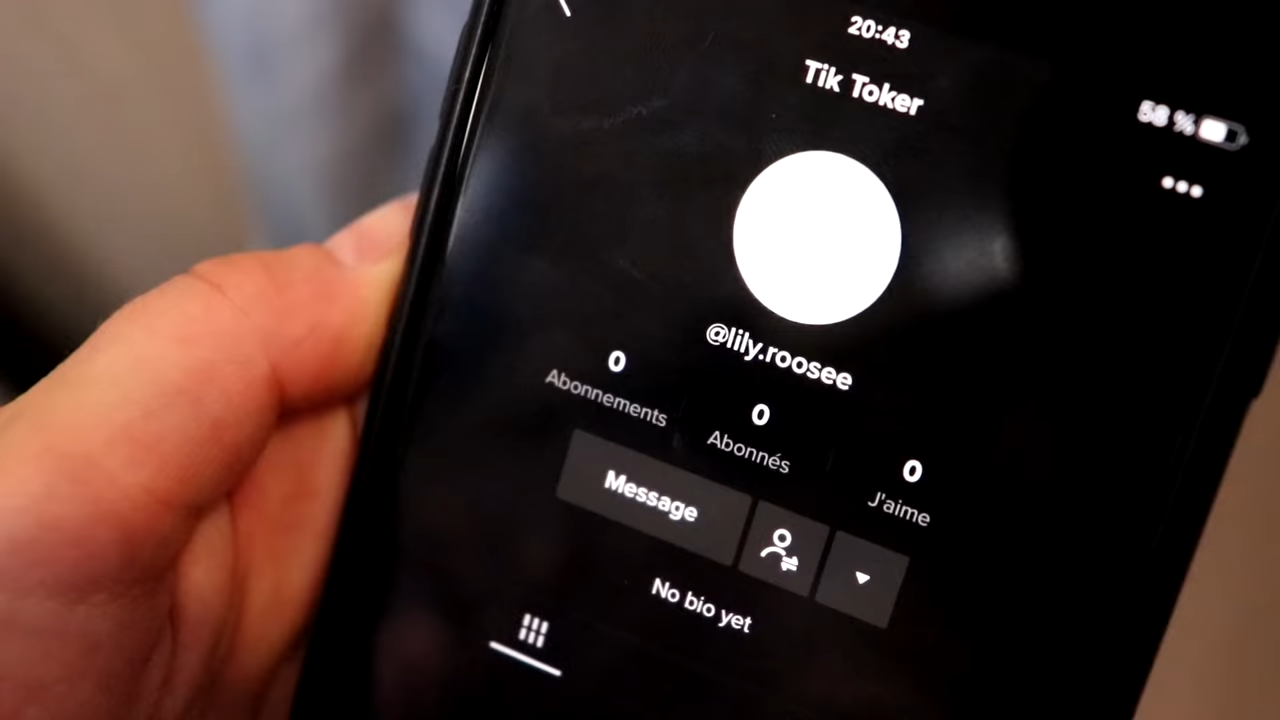 20:43
58 %
Tik Toker
@lily.roosee
0
Abonnements
0
Abonnés
0
J'aime
Message
No bio yet